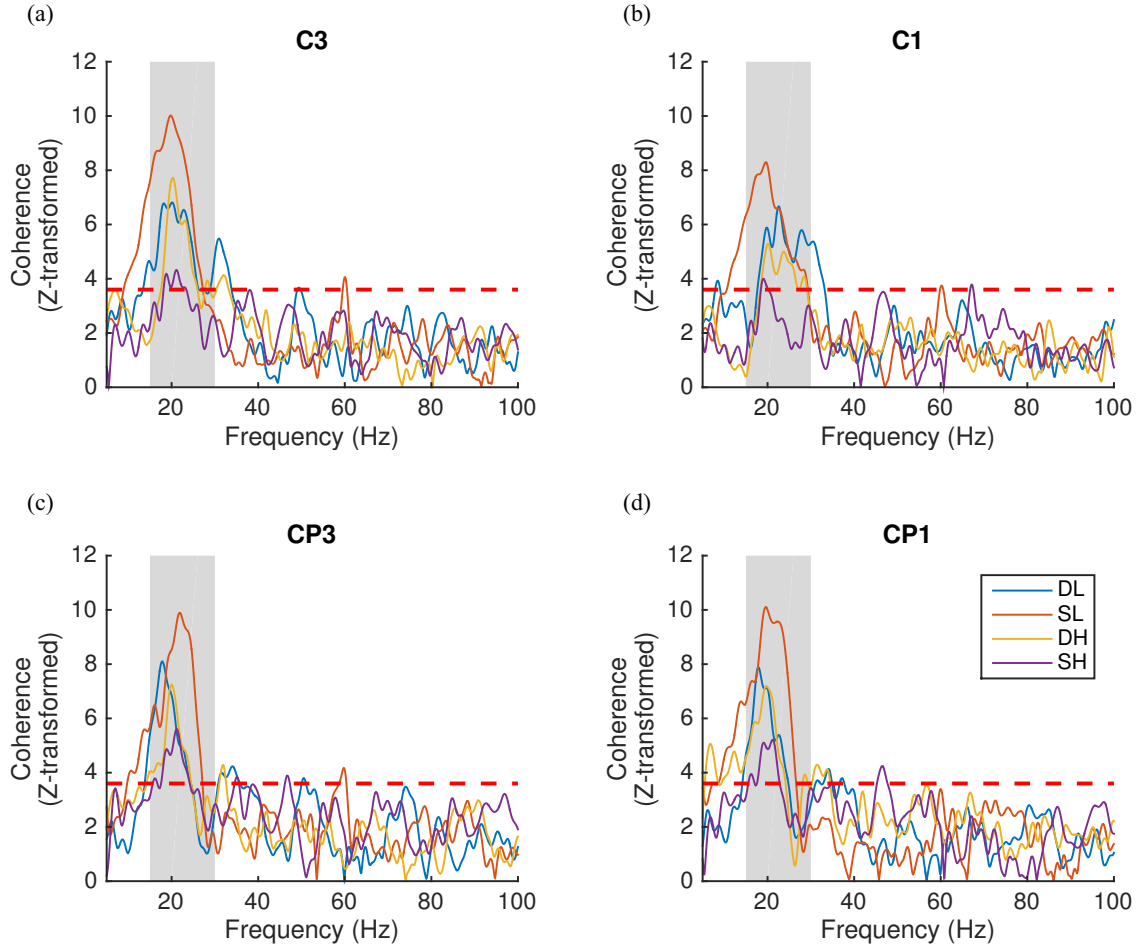 (a)
C3
12
10
8
6
4
2
0
Coherence
(Z-transformed)
20 40 60 80 100
Frequency (Hz)
(b)
C1
12
10
8
6
4
2
0
Coherence
(Z-transformed)
20 40 60 80 100
Frequency (Hz)
(c)
CP3
12
10
8
6
4
2
0
Coherence
(Z-transformed)
20 40 60 80 100
Frequency (Hz)
(d)
CP1
12
10
8
6
4
2
0
Coherence
(Z-transformed)
DL
SL
DH
SH
20 40 60 80 100
Frequency (Hz)